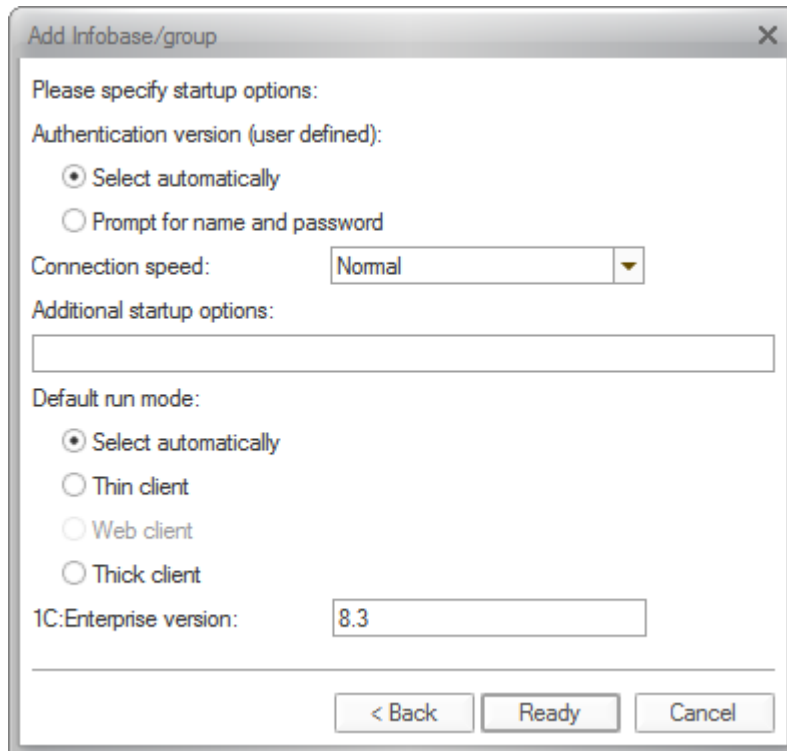 Add Infobase/group
Please specify startup options:
Authentication version (user defined):
Select automatically
Prompt for name and password
Connection speed: Normal
Additional startup options:
Default run mode:
Select automatically
Thin client
Web client
Thick client
1C:Enterprise version: 8.3
< Back Ready Cancel